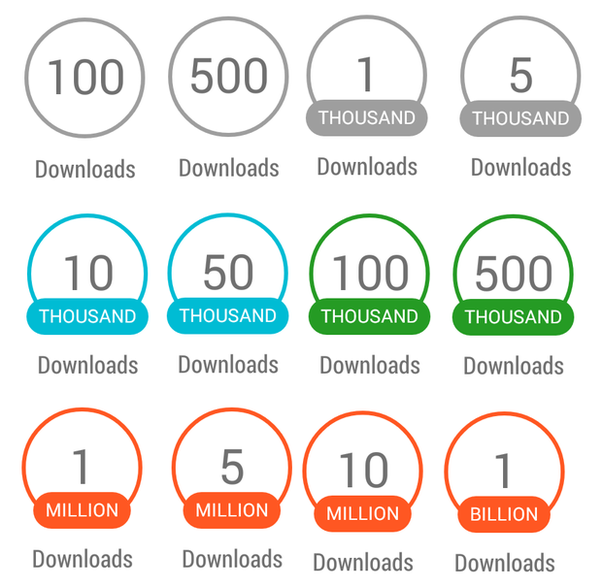 100 500 1 5
THOUSAND THOUSAND
Downloads Downloads Downloads Downloads
10 50 100 500
THOUSAND THOUSAND THOUSAND THOUSAND
Downloads Downloads Downloads Downloads
1 5 10 1
MILLION MILLION MILLION BILLION
Downloads Downloads Downloads Downloads